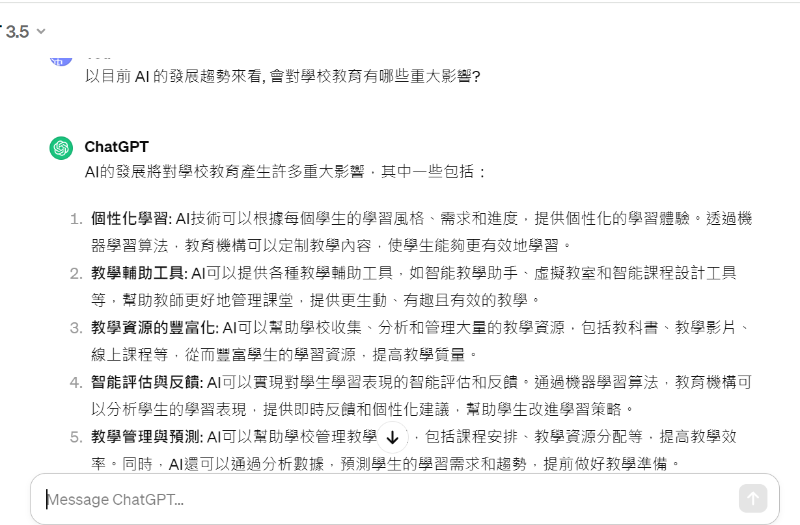 3.5
以目前 AI 的發展趨勢來看, 會對學校教育有哪些重大影響?
ChatGPT
AI的發展將對學校教育產生許多重大影響，其中一些包括：
1. 個性化學習: AI技術可以根據每個學生的學習風格、需求和進度，提供個性化的學習體驗。透過機
器學習算法，教育機構可以定制教學內容，使學生能夠更有效地學習。
2. 教學輔助工具: AI可以提供各種教學輔助工具，如智能教學助手、虛擬教室和智能課程設計工具
等，幫助教師更好地管理課堂，提供更生動、有趣且有效的教學。
3. 教學資源的豐富化: AI可以幫助學校收集、分析和管理大量的教學資源，包括教科書、教學影片、
線上課程等，從而豐富學生的學習資源，提高教學質量。
4. 智能評估與反饋: AI可以實現對學生學習表現的智能評估和反饋。通過機器學習算法，教育機構可
以分析學生的學習表現，提供即時反饋和個性化建議，幫助學生改進學習策略。
5. 教學管理與預測: AI可以幫助學校管理教學，包括課程安排、教學資源分配等，提高教學效
率。同時，AI還可以通過分析數據，預測學生的學習需求和趨勢，提前做好教學準備。
Message ChatGPT...